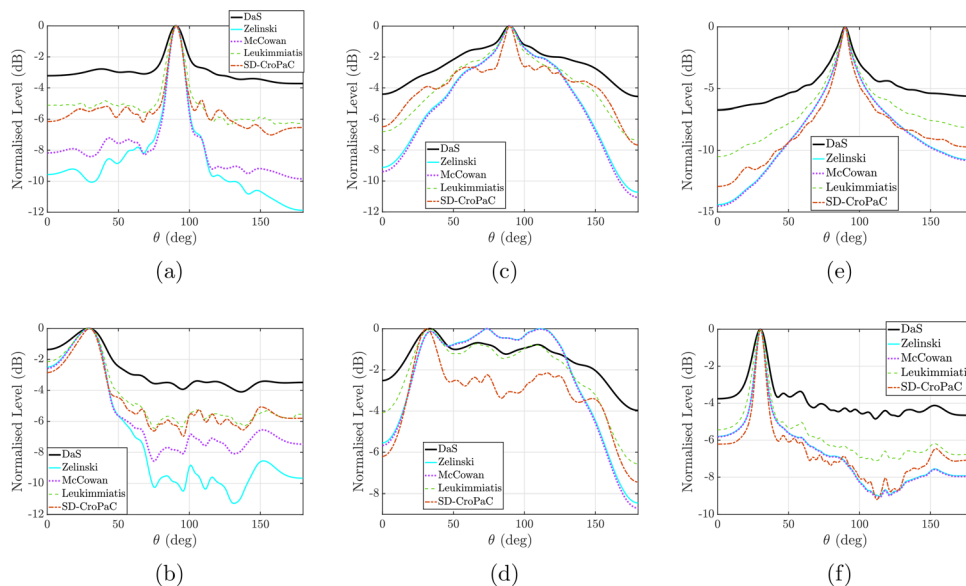 0
-2
-4
-6
-8
-10
-12
0
50
100
150
Normalised Level (dB)
θ (deg)
DaS
Zelinski
McCowan
Leukimmiatis
SD-CroPaC
(a)
0
-2
-4
-6
-8
-10
-12
0
50
100
150
Normalised Level (dB)
θ (deg)
DaS
Zelinski
McCowan
Leukimmiatis
SD-CroPaC
(c)
0
-5
-10
-15
0
50
100
150
Normalised Level (dB)
θ (deg)
DaS
Zelinski
McCowan
Leukimmiatis
SD-CroPaC
(e)
0
-2
-4
-6
-8
-10
-12
0
50
100
150
Normalised Level (dB)
θ (deg)
DaS
Zelinski
McCowan
Leukimmiatis
SD-CroPaC
(b)
0
-2
-4
-6
-8
0
50
100
150
Normalised Level (dB)
θ (deg)
DaS
Zelinski
McCowan
Leukimmiatis
SD-CroPaC
(d)
0
-2
-4
-6
-8
-10
0
50
100
150
Normalised Level (dB)
θ (deg)
DaS
Zelinski
McCowan
Leukimmiatis
SD-CroPaC
(f)